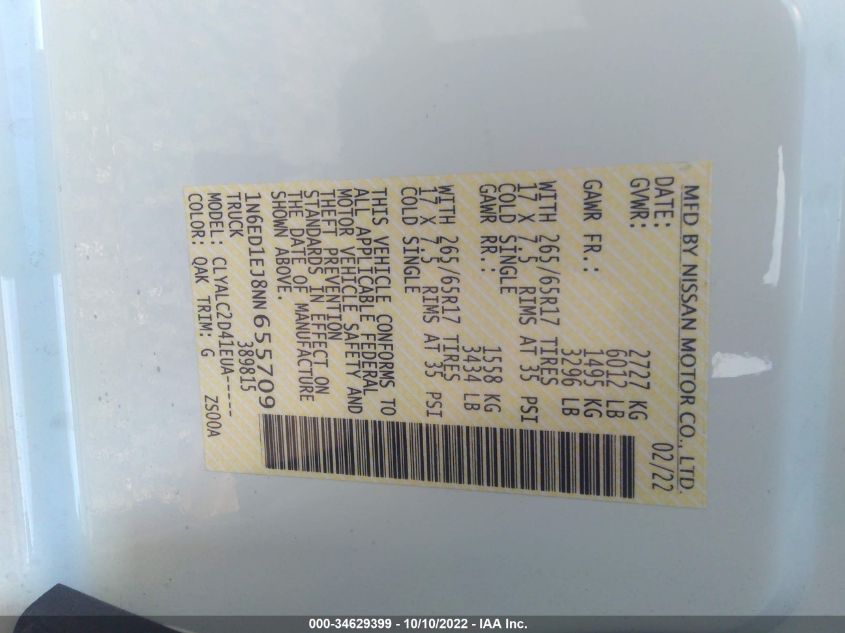 MFD BY NISSAN MOTOR CO., LTD.
DATE: 02/22
GVWR: 2727 KG
6012 LB
GAWR FR.: 1495 KG
3296 LB
WITH 265/65R17 TIRES
17 X 7.5 RIMS AT 35 PSI
COLD SINGLE
GAWR RR.: 1558 KG
3434 LB
WITH 265/65R17 TIRES
17 X 7.5 RIMS AT 35 PSI
COLD SINGLE
THIS VEHICLE CONFORMS TO
ALL APPLICABLE FEDERAL
MOTOR VEHICLE SAFETY AND
THEFT PREVENTION
STANDARDS IN EFFECT ON
THE DATE OF MANUFACTURE
SHOWN ABOVE.
1N6ED1EJ8NN655709
TRUCK 389815
MODEL: CLYALC2D41EUA-----
COLOR: QAK TRIM: G ZS00A
000-34629399 - 10/10/2022 - IAA Inc.